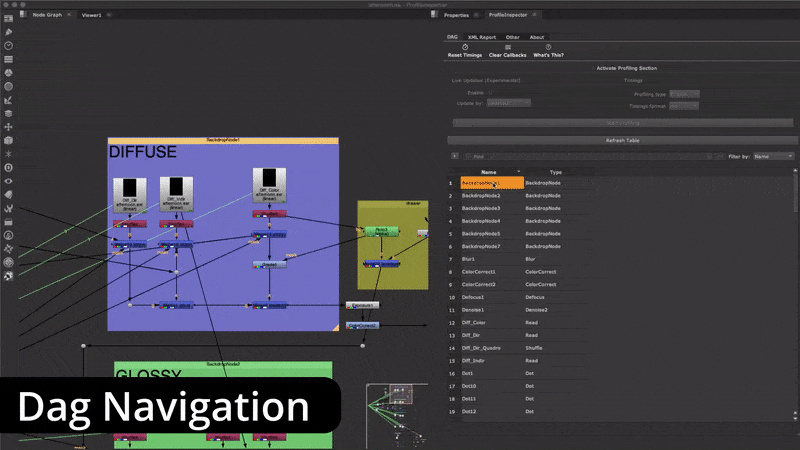 Node Graph
Viewer1
Properties
ProfileInspector
DAG
XML Report
Other
About
Reset Timings
Clear Callbacks
What's This?
Activate Profiling Section
Live Updates (Experimental)
Timings
Enable
Profiling type
Update by:
Timings format
Refresh Table
Find
Filter by:
Name
Name
Type
1 BackdropNode1 BackdropNode
2 BackdropNode2 BackdropNode
3 BackdropNode3 BackdropNode
4 BackdropNode4 BackdropNode
5 BackdropNode5 BackdropNode
6 BackdropNode7 BackdropNode
7 Blur1 Blur
8 ColorCorrect1 ColorCorrect
9 ColorCorrect2 ColorCorrect
10 Defocus1 Defocus
11 Denoise1 Denoise2
12 Diff_Color Read
13 Diff_Dir Read
14 Diff_Dir_Quadro Shuffle
15 Diff_Indir Read
16 Dot1 Dot
17 Dot10 Dot
18 Dot11 Dot
19 Dot12 Dot
BackdropNode1
DIFFUSE
Diff_Dir
Diff_Indir
Diff_Color
BackdropNode2
GLOSSY
Dag Navigation